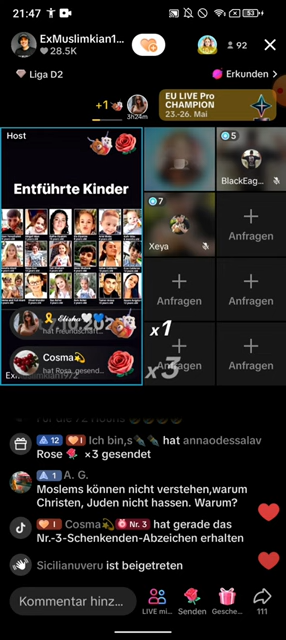 21:47
ExMuslimkian1...
28.5K
92
Liga D2
Erkunden >
+1
3h24m
EU LIVE Pro
CHAMPION
23.-26. Mai
Host
Entführte Kinder
5
BlackEag...
7
Xeya
Anfragen
Anfragen
Anfragen
Anfragen
Anfragen
Elisha
hat Freundschaft...
x1
Cosma
hat Rosa gesend...
x3
12 I Ich bin,s hat annaodessalav
Rose ×3 gesendet
1 A. G.
Moslems können nicht verstehen,warum
Christen, Juden nicht hassen. Warum?
I Cosma Nr. 3 hat gerade das
Nr.-3-Schenkenden-Abzeichen erhalten
Sicilianuveru ist beigetreten
Kommentar hinz...
LIVE mi...
Senden
Gesche...
111